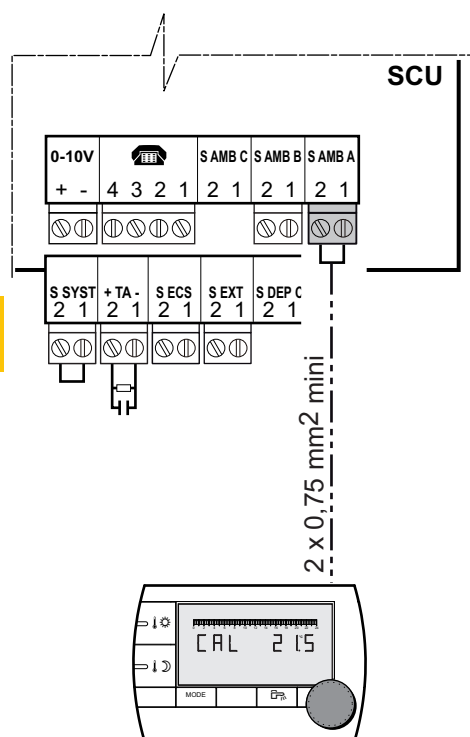 SCU
0-10V S AMB C S AMB B S AMB A
+ - 4 3 2 1 2 1 2 1 2 1
S SYST + TA - S ECS S EXT S DEP C
2 1 2 1 2 1 2 1 2 1
2 x 0,75 mm² mini
CAL 21.5
MODE